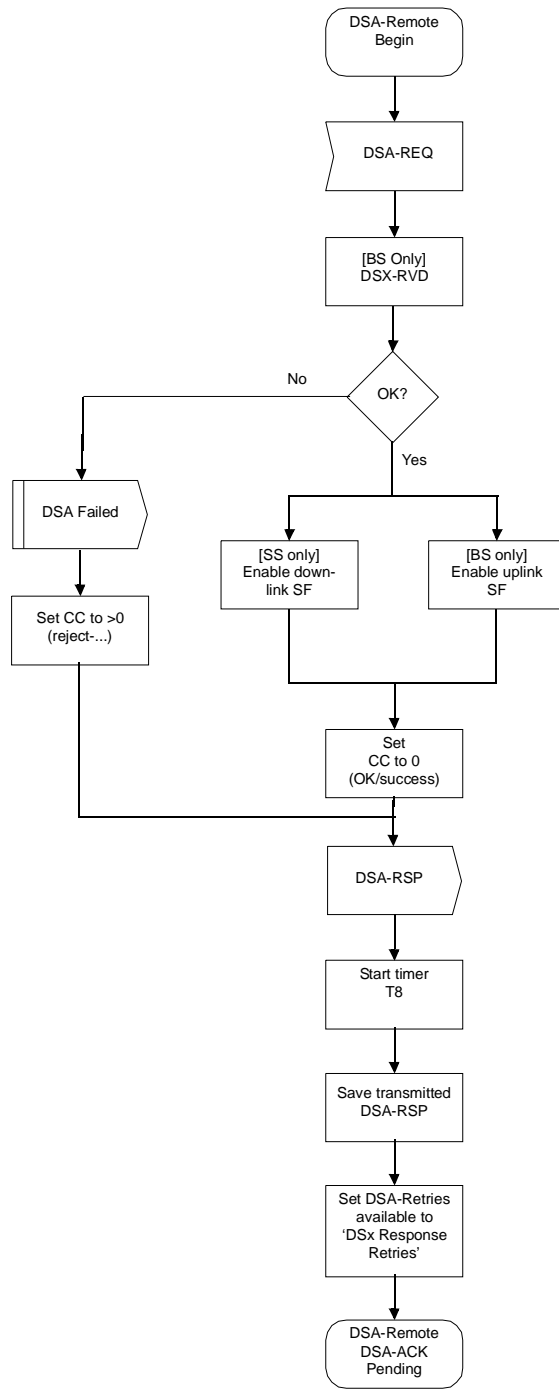 DSA-Remote
Begin
DSA-REQ
[BS Only]
DSX-RVD
No
OK?
Yes
DSA Failed
[SS only]
Enable down-
link SF
[BS only]
Enable uplink
SF
Set CC to >0
(reject-...)
Set
CC to 0
(OK/success)
DSA-RSP
Start timer
T8
Save transmitted
DSA-RSP
Set DSA-Retries
available to
‘DSx Response
Retries’
DSA-Remote
DSA-ACK
Pending